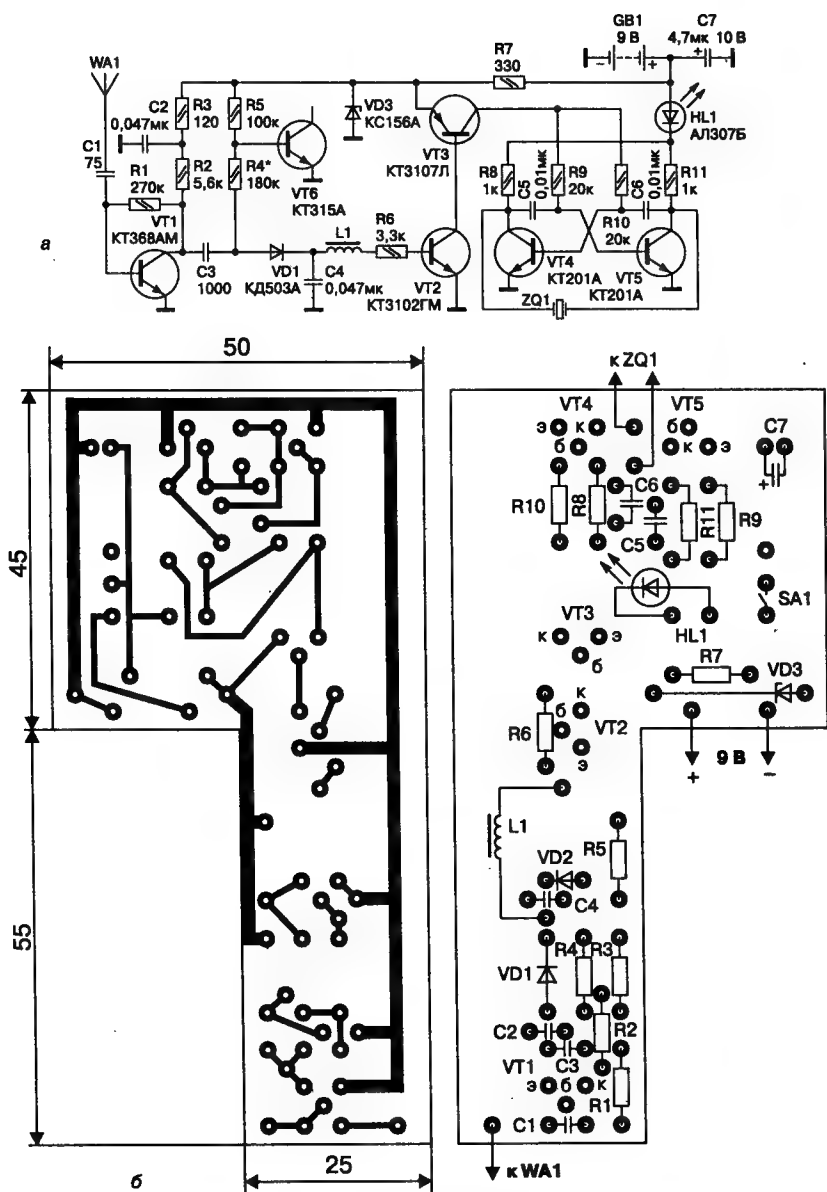 GB1
9 В
C7
4,7мк 10 В
R7
330
WA1
C2
0,047мк
R3
120
R5
100к
VD3
КС156А
HL1
АЛ307Б
VT3
КТ3107Л
R8
1к
C5
0,01мк
R9
20к
C6
0,01мк
R11
1к
C1
75
R1
270к
R2
5,6к
R4*
180к
VT6
КТ315А
VT1
КТ368АМ
R6
3,3к
L1
R10
20к
а
C3
1000
VD1
КД503А
C4
0,047мк
VT2
КТ3102ГМ
VT4
КТ201А
VT5
КТ201А
ZQ1
50
45
55
25
б
к ZQ1
VT4
э
к
б
VT5
б
к
э
C7
+
R10
R8
C6
C5
R11
R9
SA1
HL1
VT3
к
э
б
R7
VD3
R6
к
б
VT2
э
+
9 В
–
L1
R5
VD2
C4
R4
R3
VD1
C2
R2
C3
VT1
э
б
к
R1
C1
к WA1